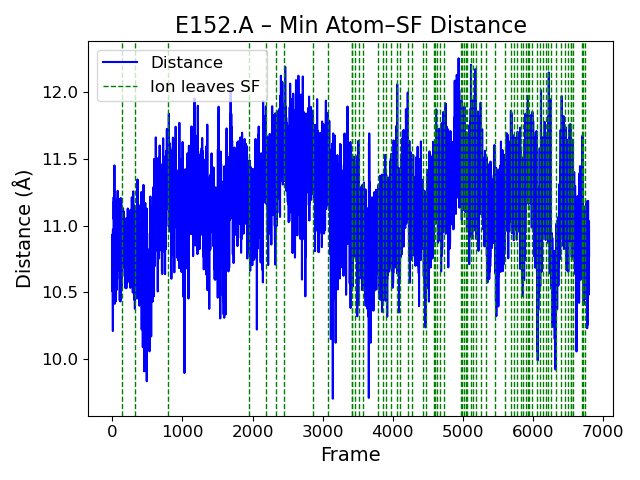 E152.A – Min Atom–SF Distance
Distance
Ion leaves SF
Distance (Å)
12.0
11.5
11.0
10.5
10.0
0 1000 2000 3000 4000 5000 6000 7000
Frame